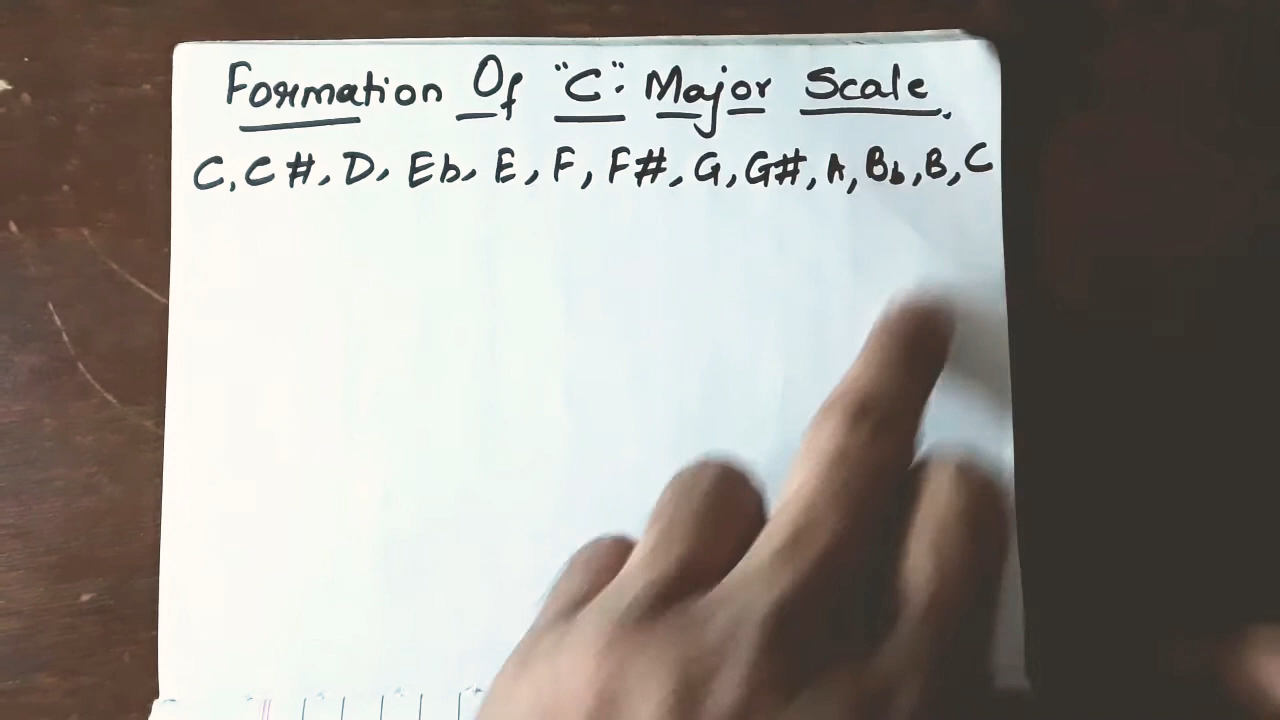 Formation Of "C". Major Scale.
C, C#, D, Eb, E, F, F#, G, G#, A, Bb, B, C